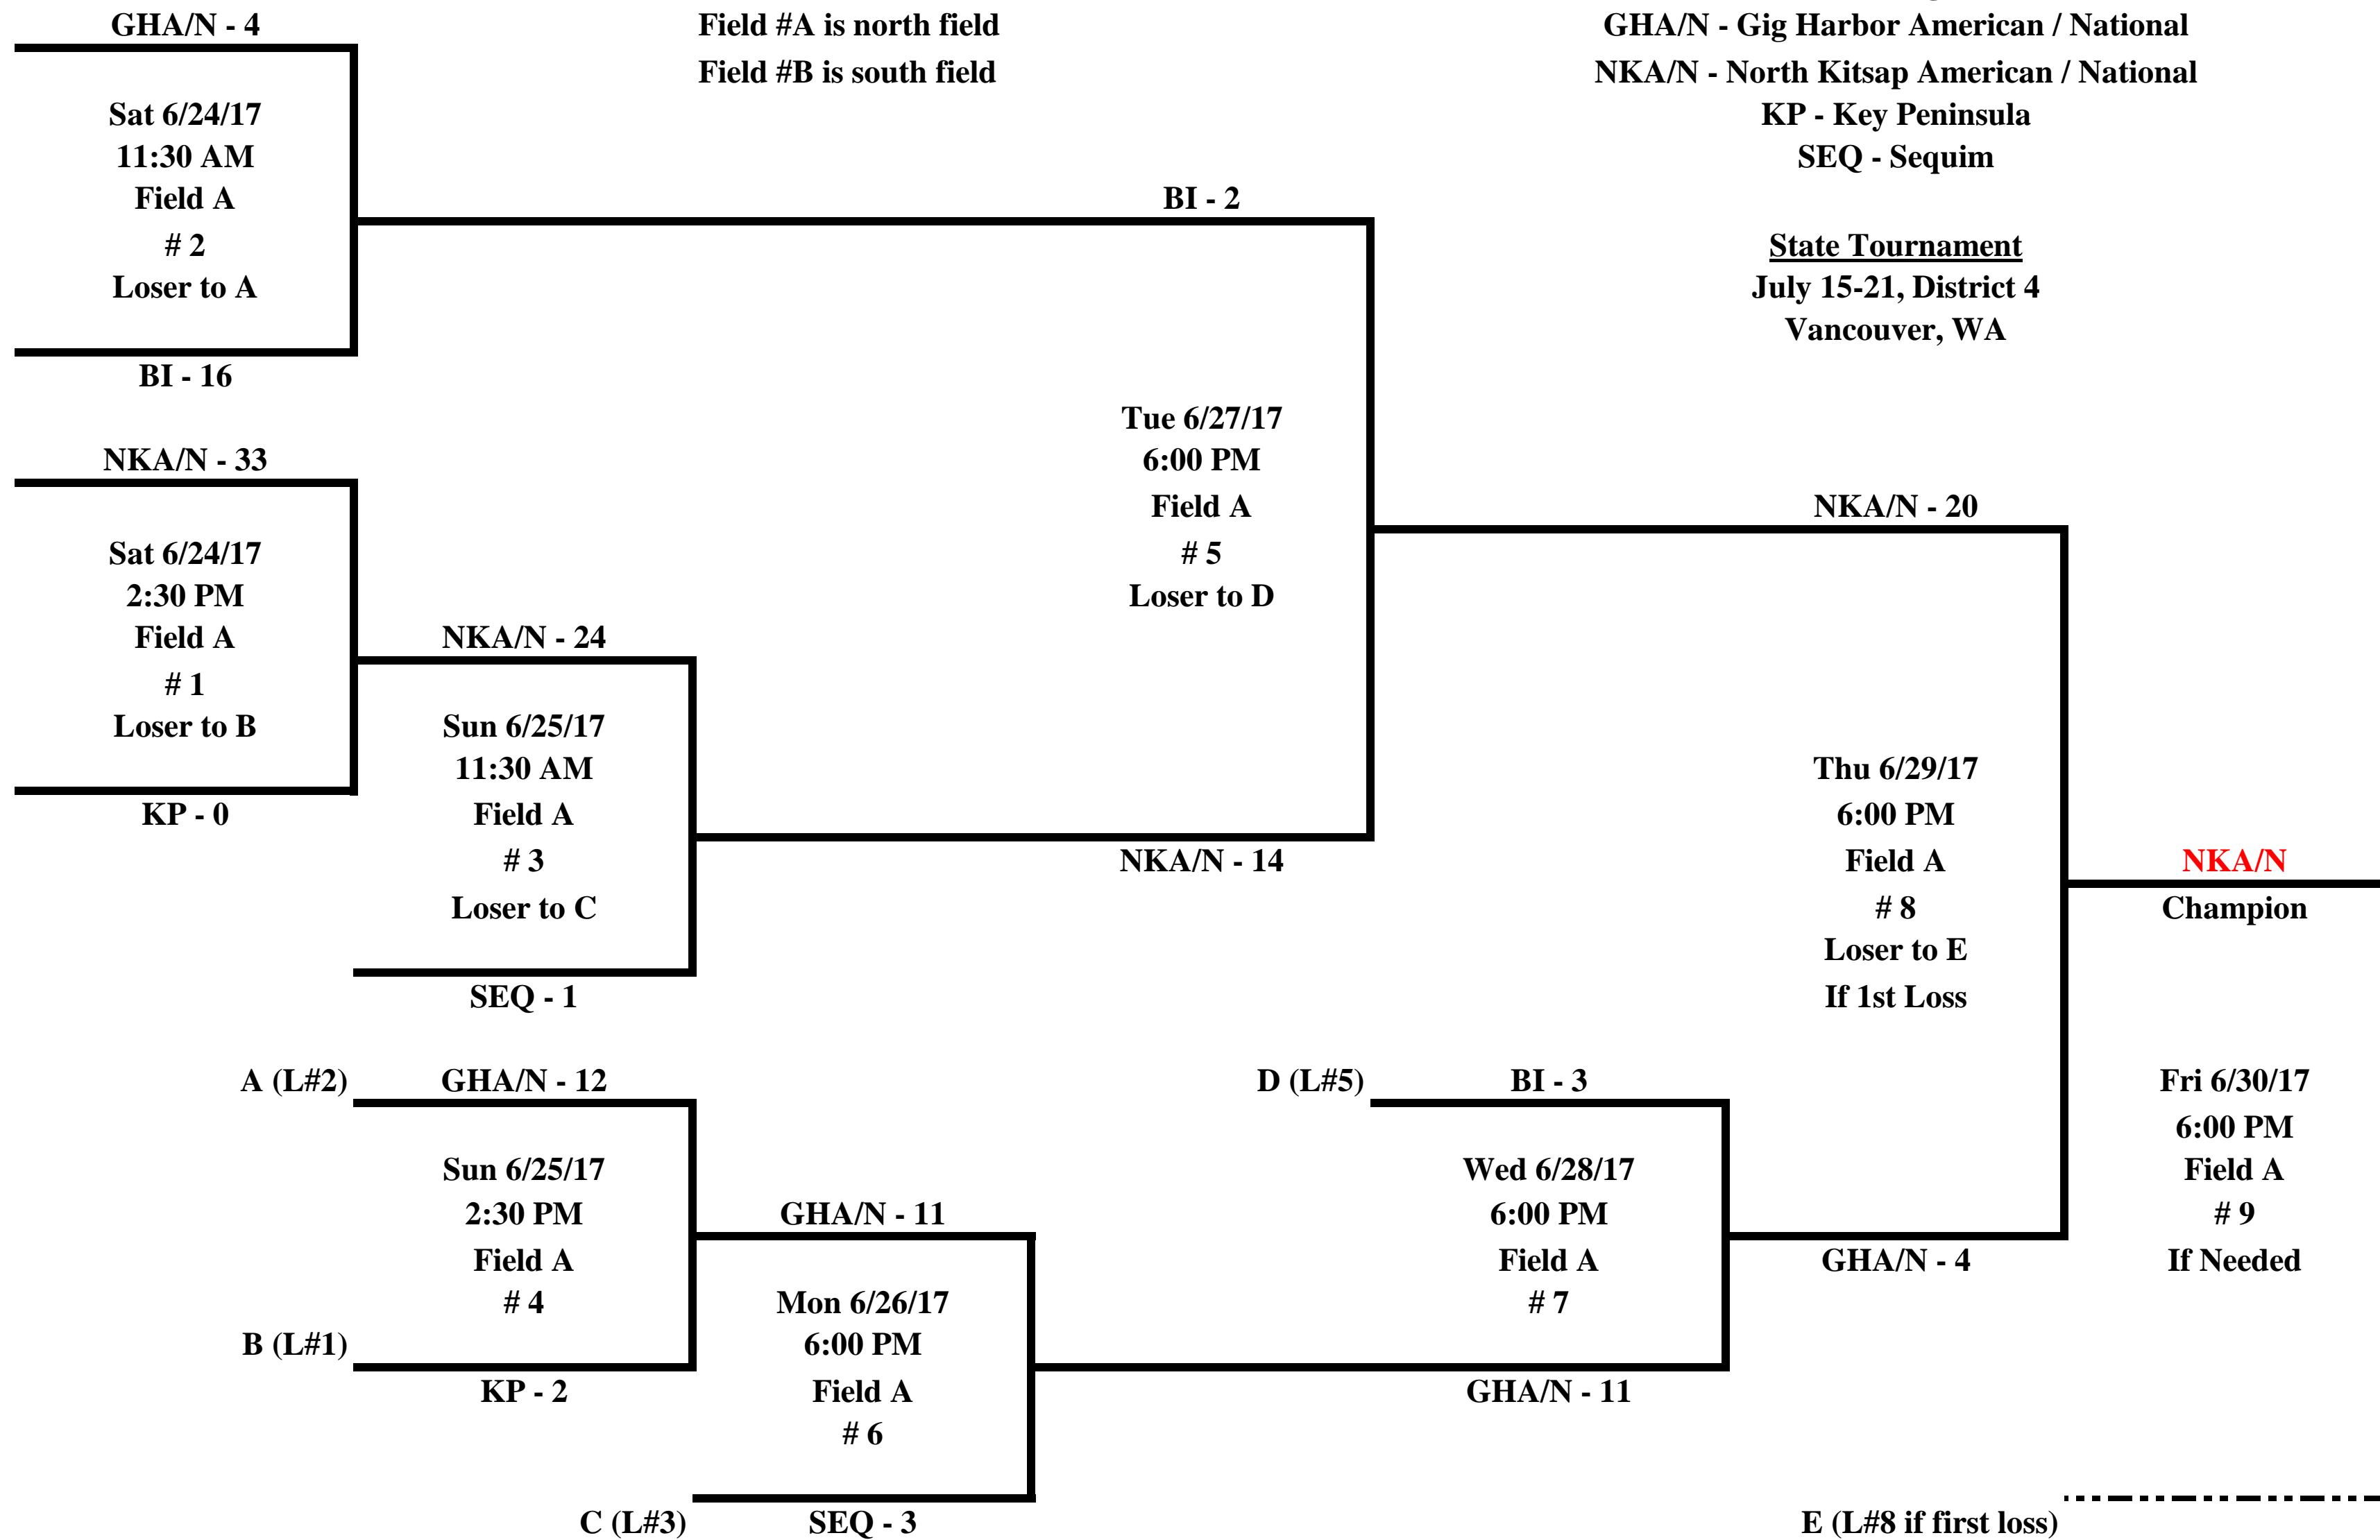 GHA/N - 4
Field #A is north field
GHA/N - Gig Harbor American / National
Field #B is south field
NKA/N - North Kitsap American / National
KP - Key Peninsula
SEQ - Sequim
Sat 6/24/17
11:30 AM
Field A
# 2
Loser to A
BI - 16
BI - 2
State Tournament
July 15-21, District 4
Vancouver, WA
NKA/N - 33
Sat 6/24/17
2:30 PM
Field A
# 1
Loser to B
KP - 0
Tue 6/27/17
6:00 PM
Field A
# 5
Loser to D
NKA/N - 24
Sun 6/25/17
11:30 AM
Field A
# 3
Loser to C
SEQ - 1
NKA/N - 14
NKA/N - 20
Thu 6/29/17
6:00 PM
Field A
# 8
Loser to E
If 1st Loss
NKA/N
Champion
A (L#2)
GHA/N - 12
Sun 6/25/17
2:30 PM
Field A
# 4
B (L#1)
KP - 2
GHA/N - 11
Mon 6/26/17
6:00 PM
Field A
# 6
C (L#3)
SEQ - 3
D (L#5)
BI - 3
Wed 6/28/17
6:00 PM
Field A
# 7
GHA/N - 11
GHA/N - 4
Fri 6/30/17
6:00 PM
Field A
# 9
If Needed
E (L#8 if first loss)